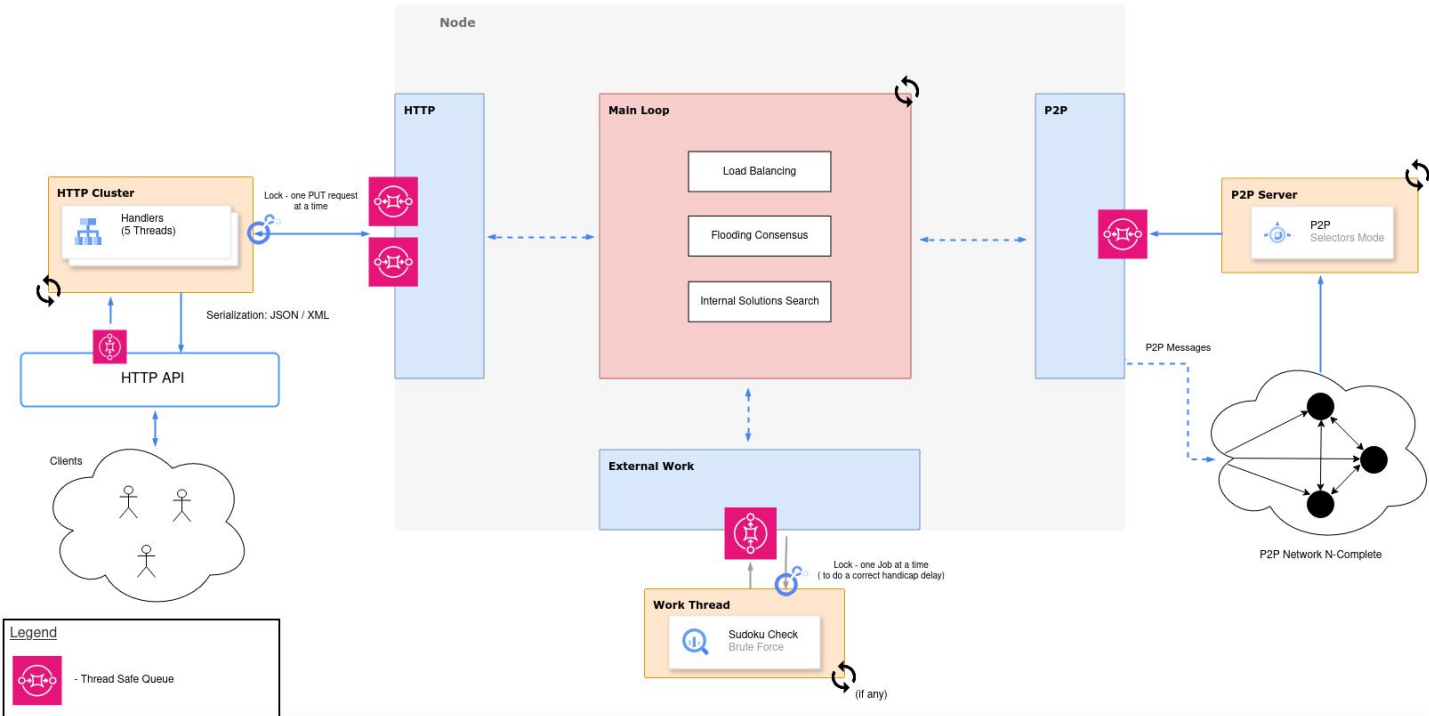 Node
HTTP
Main Loop
P2P
Load Balancing
Flooding Consensus
Internal Solutions Search
HTTP Cluster
Handlers
(5 Threads)
Lock - one PUT request
at a time
Serialization: JSON / XML
HTTP API
Clients
P2P Server
P2P
Selectors Mode
P2P Messages
P2P Network N-Complete
External Work
Lock - one Job at a time
( to do a correct handicap delay)
Work Thread
Sudoku Check
Brute Force
(if any)
Legend
- Thread Safe Queue